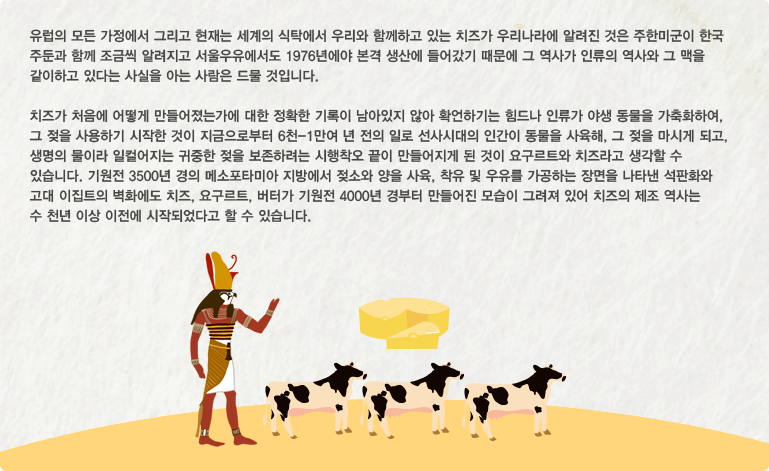 유럽의 모든 가정에서 그리고 현재는 세계의 식탁에서 우리와 함께하고 있는 치즈가 우리나라에 알려진 것은 주한미군이 한국
주둔과 함께 조금씩 알려지고 서울우유에서도 1976년에야 본격 생산에 들어갔기 때문에 그 역사가 인류의 역사와 그 맥을
같이하고 있다는 사실을 아는 사람은 드물 것입니다.
치즈가 처음에 어떻게 만들어졌는가에 대한 정확한 기록이 남아있지 않아 확언하기는 힘드나 인류가 야생 동물을 가축화하여,
그 젖을 사용하기 시작한 것이 지금으로부터 6천-1만여 년 전의 일로 선사시대의 인간이 동물을 사육해, 그 젖을 마시게 되고,
생명의 물이라 일컬어지는 귀중한 젖을 보존하려는 시행착오 끝이 만들어지게 된 것이 요구르트와 치즈라고 생각할 수
있습니다. 기원전 3500년 경의 메소포타미아 지방에서 젖소와 양을 사육, 착유 및 우유를 가공하는 장면을 나타낸 석판화와
고대 이집트의 벽화에도 치즈, 요구르트, 버터가 기원전 4000년 경부터 만들어진 모습이 그려져 있어 치즈의 제조 역사는
수 천년 이상 이전에 시작되었다고 할 수 있습니다.